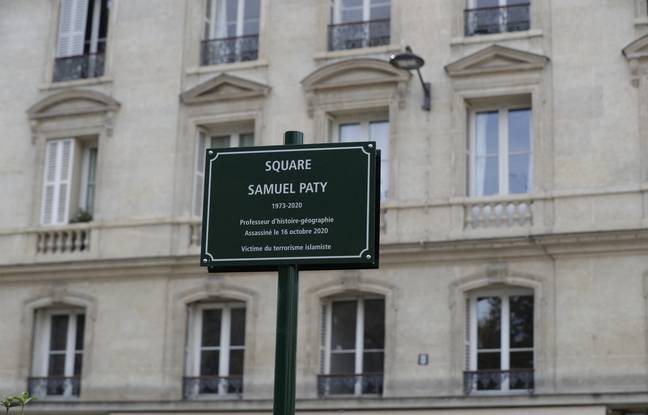 SQUARE
SAMUEL PATY
1973-2020
Professeur d'histoire-géographie
Assassiné le 16 octobre 2020
Victime du terrorisme islamiste